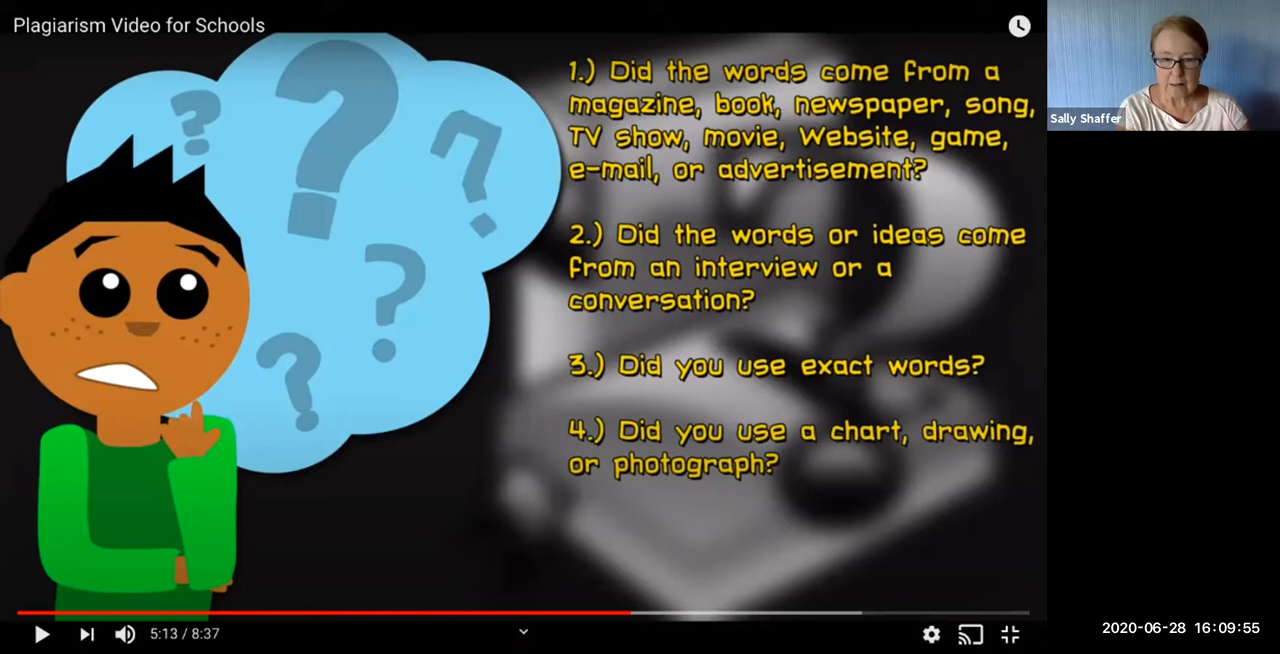 Plagiarism Video for Schools
1.) Did the words come from a
magazine, book, newspaper, song,
TV show, movie, Website, game,
e-mail, or advertisement?
2.) Did the words or ideas come
from an interview or a
conversation?
3.) Did you use exact words?
4.) Did you use a chart, drawing,
or photograph?
Sally Shaffer
5:13 / 8:37
2020-06-28 16:09:55